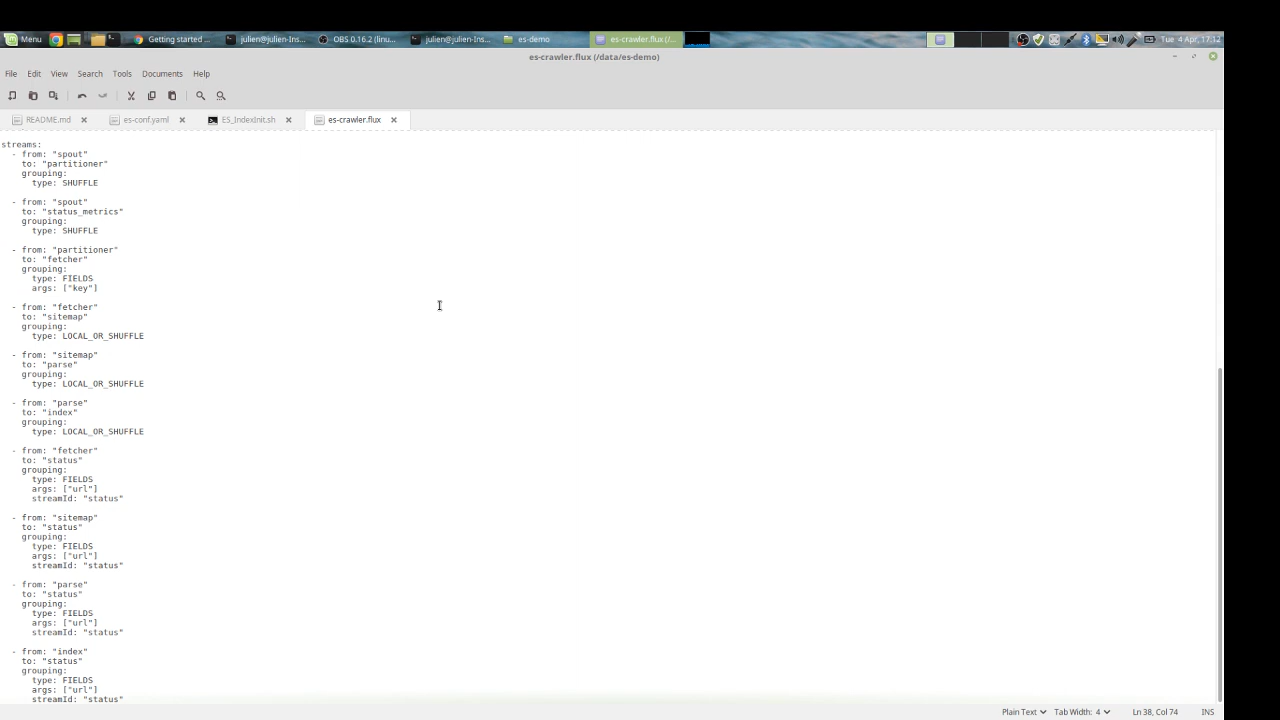 Menu
Getting started ...
julien@julien-Ins...
OBS 0.16.2 (linu...
julien@julien-Ins...
es-demo
es-crawler.flux (/...
Tue 4 Apr, 17:12
es-crawler.flux (/data/es-demo)
File Edit View Search Tools Documents Help
README.md
es-conf.yaml
ES_IndexInit.sh
es-crawler.flux
streams:
- from: "spout"
to: "partitioner"
grouping:
type: SHUFFLE
- from: "spout"
to: "status_metrics"
grouping:
type: SHUFFLE
- from: "partitioner"
to: "fetcher"
grouping:
type: FIELDS
args: ["key"]
- from: "fetcher"
to: "sitemap"
grouping:
type: LOCAL_OR_SHUFFLE
- from: "sitemap"
to: "parse"
grouping:
type: LOCAL_OR_SHUFFLE
- from: "parse"
to: "index"
grouping:
type: LOCAL_OR_SHUFFLE
- from: "fetcher"
to: "status"
grouping:
type: FIELDS
args: ["url"]
streamId: "status"
- from: "sitemap"
to: "status"
grouping:
type: FIELDS
args: ["url"]
streamId: "status"
- from: "parse"
to: "status"
grouping:
type: FIELDS
args: ["url"]
streamId: "status"
- from: "index"
to: "status"
grouping:
type: FIELDS
args: ["url"]
streamId: "status"
Plain Text Tab Width: 4 Ln 38, Col 74 INS